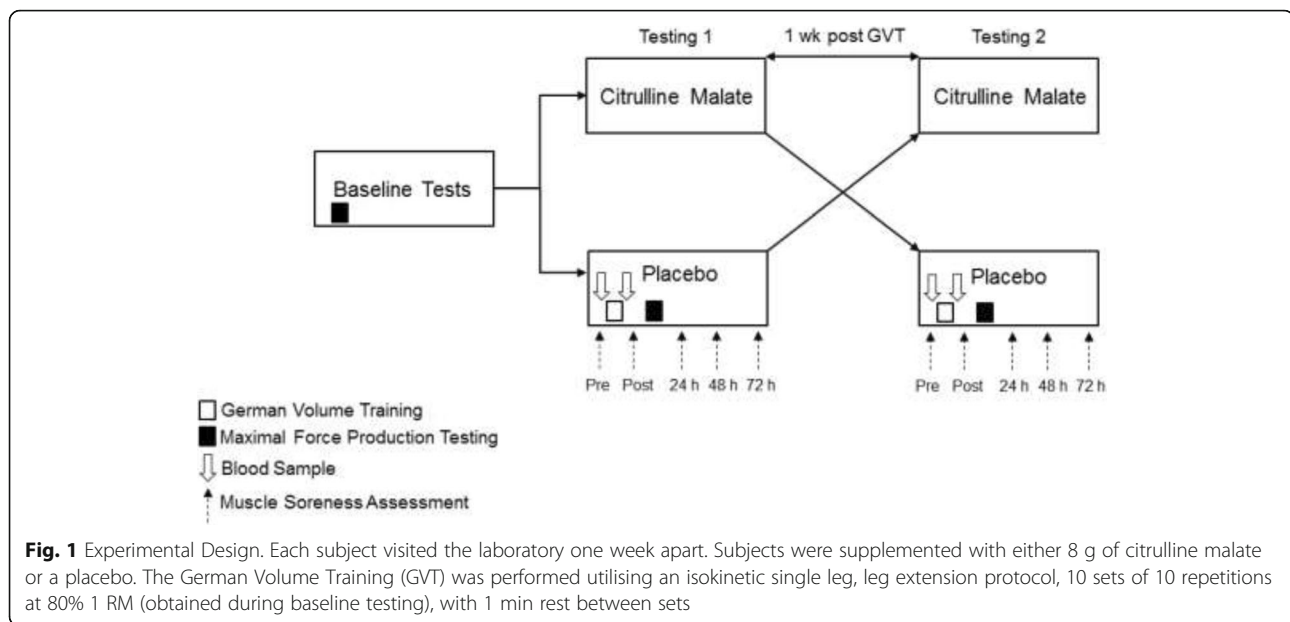 Testing 1
1 wk post GVT
Testing 2
Citrulline Malate
Citrulline Malate
Baseline Tests
Placebo
Placebo
Pre Post 24 h 48 h 72 h
Pre Post 24 h 48 h 72 h
German Volume Training
Maximal Force Production Testing
Blood Sample
Muscle Soreness Assessment
Fig. 1 Experimental Design. Each subject visited the laboratory one week apart. Subjects were supplemented with either 8 g of citrulline malate
or a placebo. The German Volume Training (GVT) was performed utilising an isokinetic single leg, leg extension protocol, 10 sets of 10 repetitions
at 80% 1 RM (obtained during baseline testing), with 1 min rest between sets